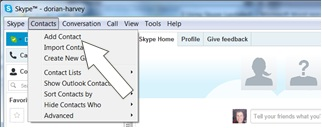 Skype™ - dorian-harvey
Skype Contacts Conversation Call View Tools Help
Add Contact
Import Conta
Create New G
Contact Lists
Show Outlook Contacts
Sort Contacts by
Hide Contacts Who
Advanced
Skype Home Profile Give feedback
Contacts
Favori
Tell your friends what you'r